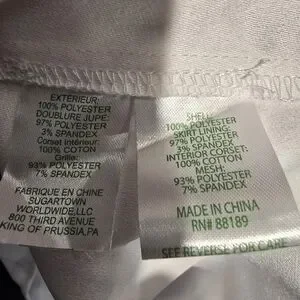 EXTERIEUR:
100% POLYESTER
DOUBLURE JUPE:
97% POLYESTER
3% SPANDEX
Corset intérieur:
100% COTON
Grille:
93% POLYESTER
7% SPANDEX
FABRIQUE EN CHINE
SUGARTOWN
WORLDWIDE,LLC
800 THIRD AVENUE
KING OF PRUSSIA,PA
SHELL:
100% POLYESTER
SKIRT LINING:
97% POLYESTER
3% SPANDEX
INTERIOR CORSET:
100% COTTON
MESH:
93% POLYESTER
7% SPANDEX
MADE IN CHINA
RN# 88189
SEE REVERSE FOR CARE